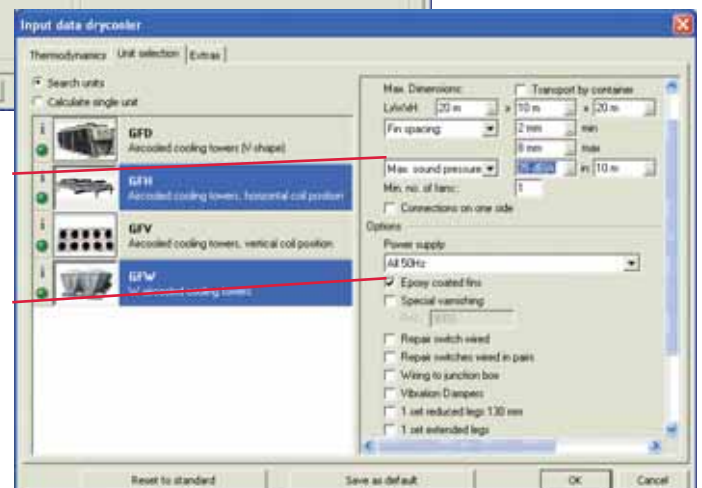 Input data drycooler
Thermodynamics Unit selection Extras
Search units
Calculate single unit
i GFD
Aircooled cooling towers (V shape)
i GFH
Aircooled cooling towers, horizontal coil position
i GFV
Aircooled cooling towers, vertical coil position
i GFW
aircooled cooling towers
Max. Dimensions: Transport by container
LxWxH: 20 m x 10 m x 20 m
Fin spacing: 2 mm min
8 mm max
Max. sound pressure in 10 m
Min. no. of fans: 1
Connections on one side
Options
Power supply
All 50Hz
Epoxy coated fins
Special varnishing
Repair switch wired
Repair switches wired in pairs
Wiring to junction box
Vibration Dampers
1 set reduced legs 130 mm
1 set extended legs
Reset to standard Save as default OK Cancel